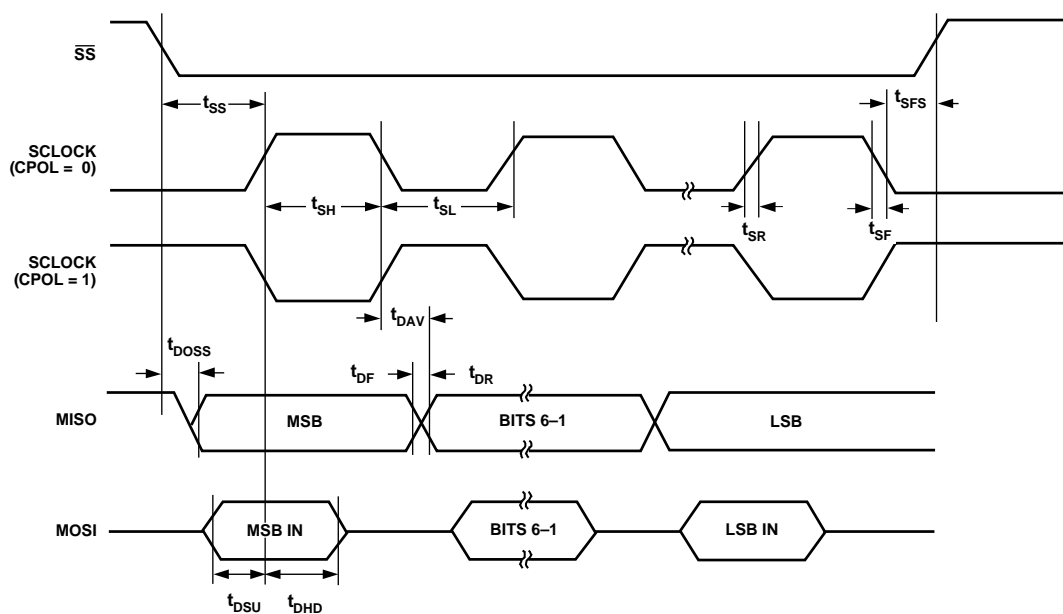 SS
tSS
tSFS
SCLOCK
(CPOL = 0)
tSH
tSL
tSR
tSF
SCLOCK
(CPOL = 1)
tDAV
tDOSS
tDF
tDR
MISO
MSB
BITS 6–1
LSB
MOSI
MSB IN
BITS 6–1
LSB IN
tDSU
tDHD